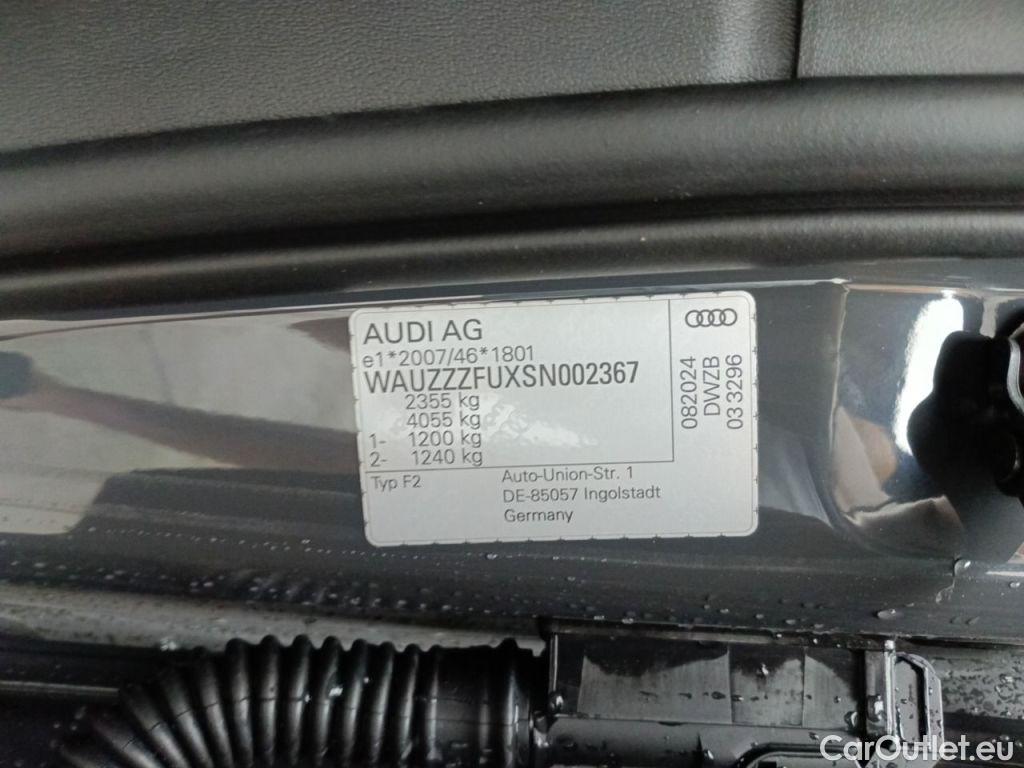 AUDI AG
e1*2007/46*1801
WAUZZZFUXSN002367
2355 kg
4055 kg
1- 1200 kg
2- 1240 kg
Typ F2
Auto-Union-Str. 1
DE-85057 Ingolstadt
Germany
082024
DWZB
03 3296
CarOutlet.eu